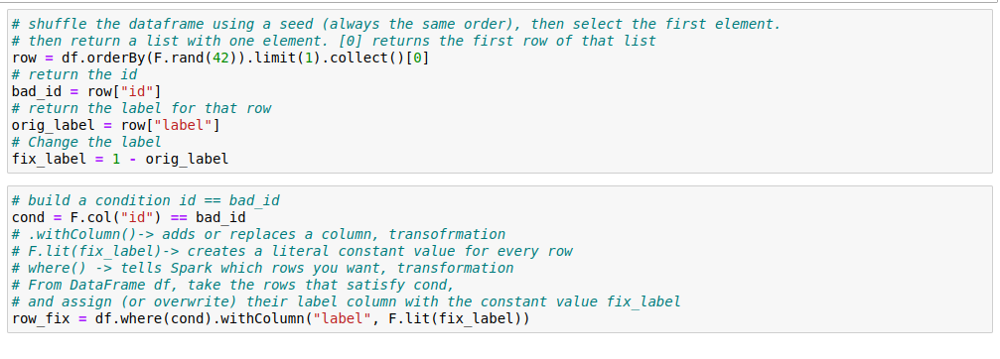 # shuffle the dataframe using a seed (always the same order), then select the first element.
# then return a list with one element. [0] returns the first row of that list
row = df.orderBy(F.rand(42)).limit(1).collect()[0]
# return the id
bad_id = row["id"]
# return the label for that row
orig_label = row["label"]
# Change the label
fix_label = 1 - orig_label
# build a condition id == bad_id
cond = F.col("id") == bad_id
# .withColumn()-> adds or replaces a column, transofrmation
# F.lit(fix_label)-> creates a literal constant value for every row
# where() -> tells Spark which rows you want, transformation
# From DataFrame df, take the rows that satisfy cond,
# and assign (or overwrite) their label column with the constant value fix_label
row_fix = df.where(cond).withColumn("label", F.lit(fix_label))